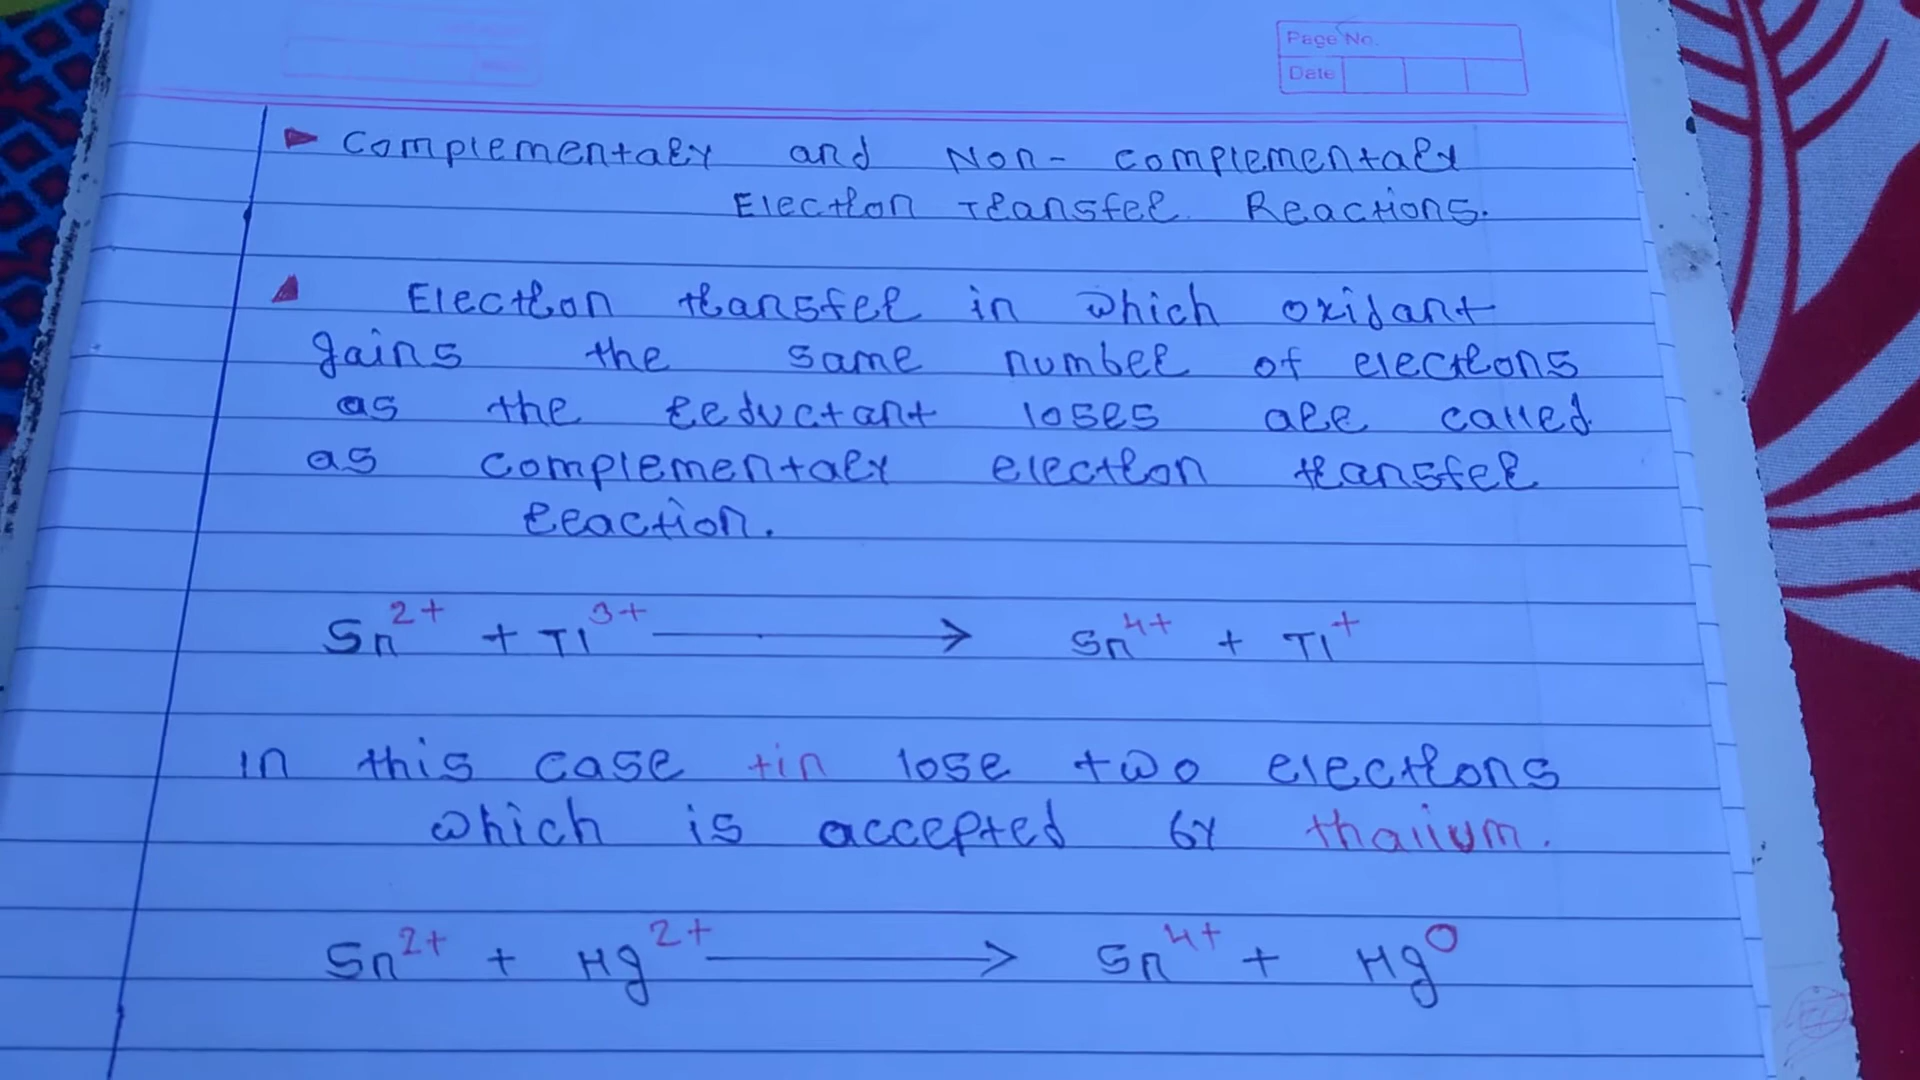 Page No.
Date
Complementary and Non-complementary
Electron Transfer Reactions.
Electron transfer in which oxidant
gains the same number of electrons
as the reductant loses are called
as complementary electron transfer
reaction.
Sn²⁺ + Tl³⁺ ⟶ Sn⁴⁺ + Tl⁺
In this case tin lose two electrons
which is accepted by thallium.
Sn²⁺ + Hg²⁺ ⟶ Sn⁴⁺ + Hg⁰